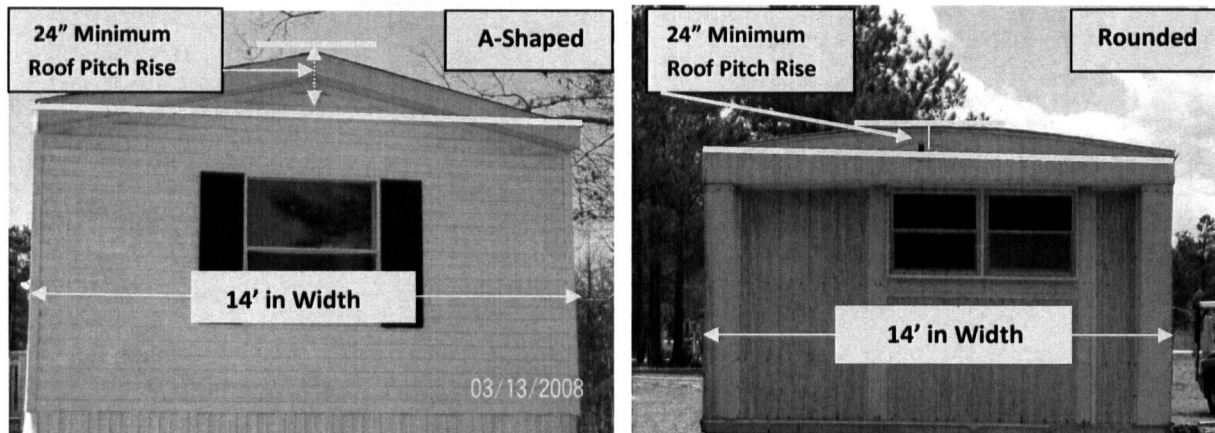 24” Minimum
Roof Pitch Rise
A-Shaped
14’ in Width
03/13/2008
24” Minimum
Roof Pitch Rise
Rounded
14’ in Width